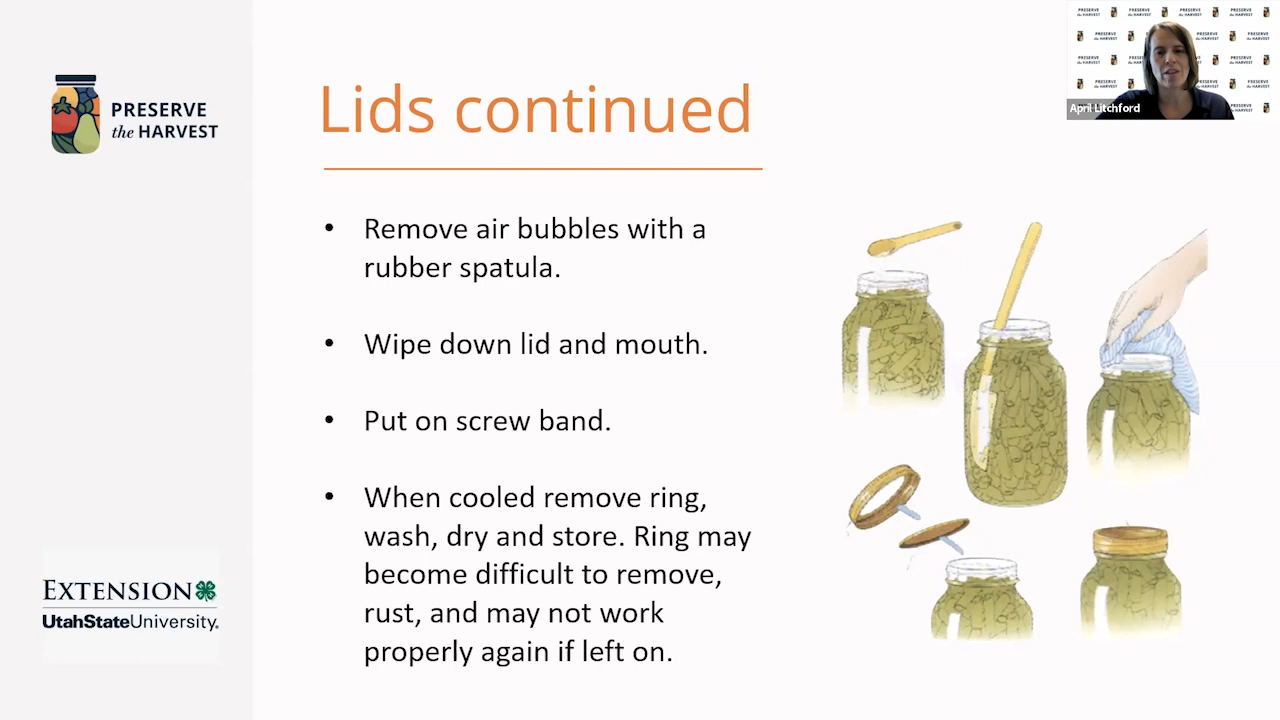 PRESERVE
the HARVEST
Lids continued
• Remove air bubbles with a
rubber spatula.
• Wipe down lid and mouth.
• Put on screw band.
• When cooled remove ring,
wash, dry and store. Ring may
become difficult to remove,
rust, and may not work
properly again if left on.
EXTENSION
UtahStateUniversity.
April Litchford